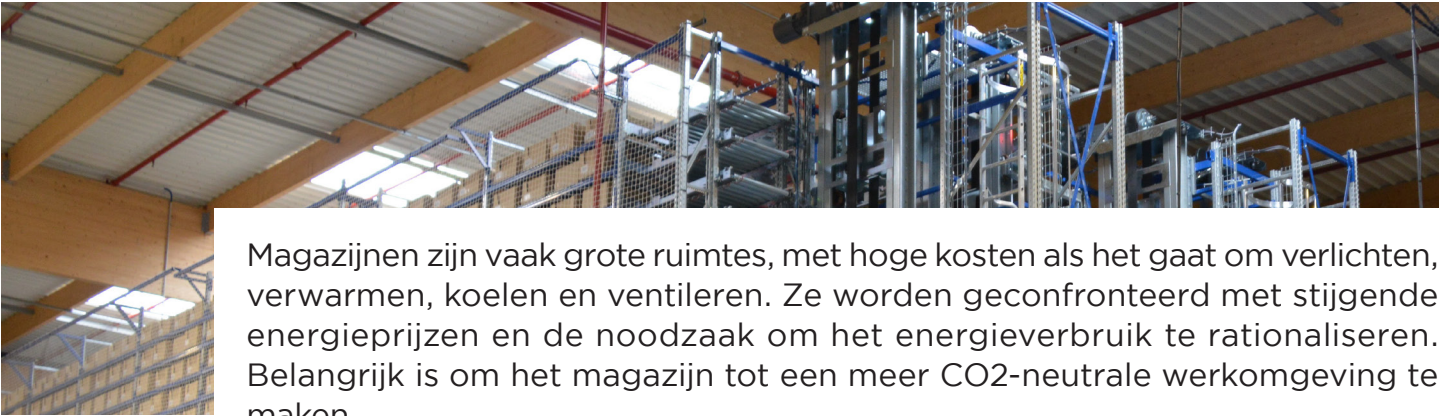 Magazijnen zijn vaak grote ruimtes, met hoge kosten als het gaat om verlichten,
verwarmen, koelen en ventileren. Ze worden geconfronteerd met stijgende
energieprijzen en de noodzaak om het energieverbruik te rationaliseren.
Belangrijk is om het magazijn tot een meer CO2-neutrale werkomgeving te
maken